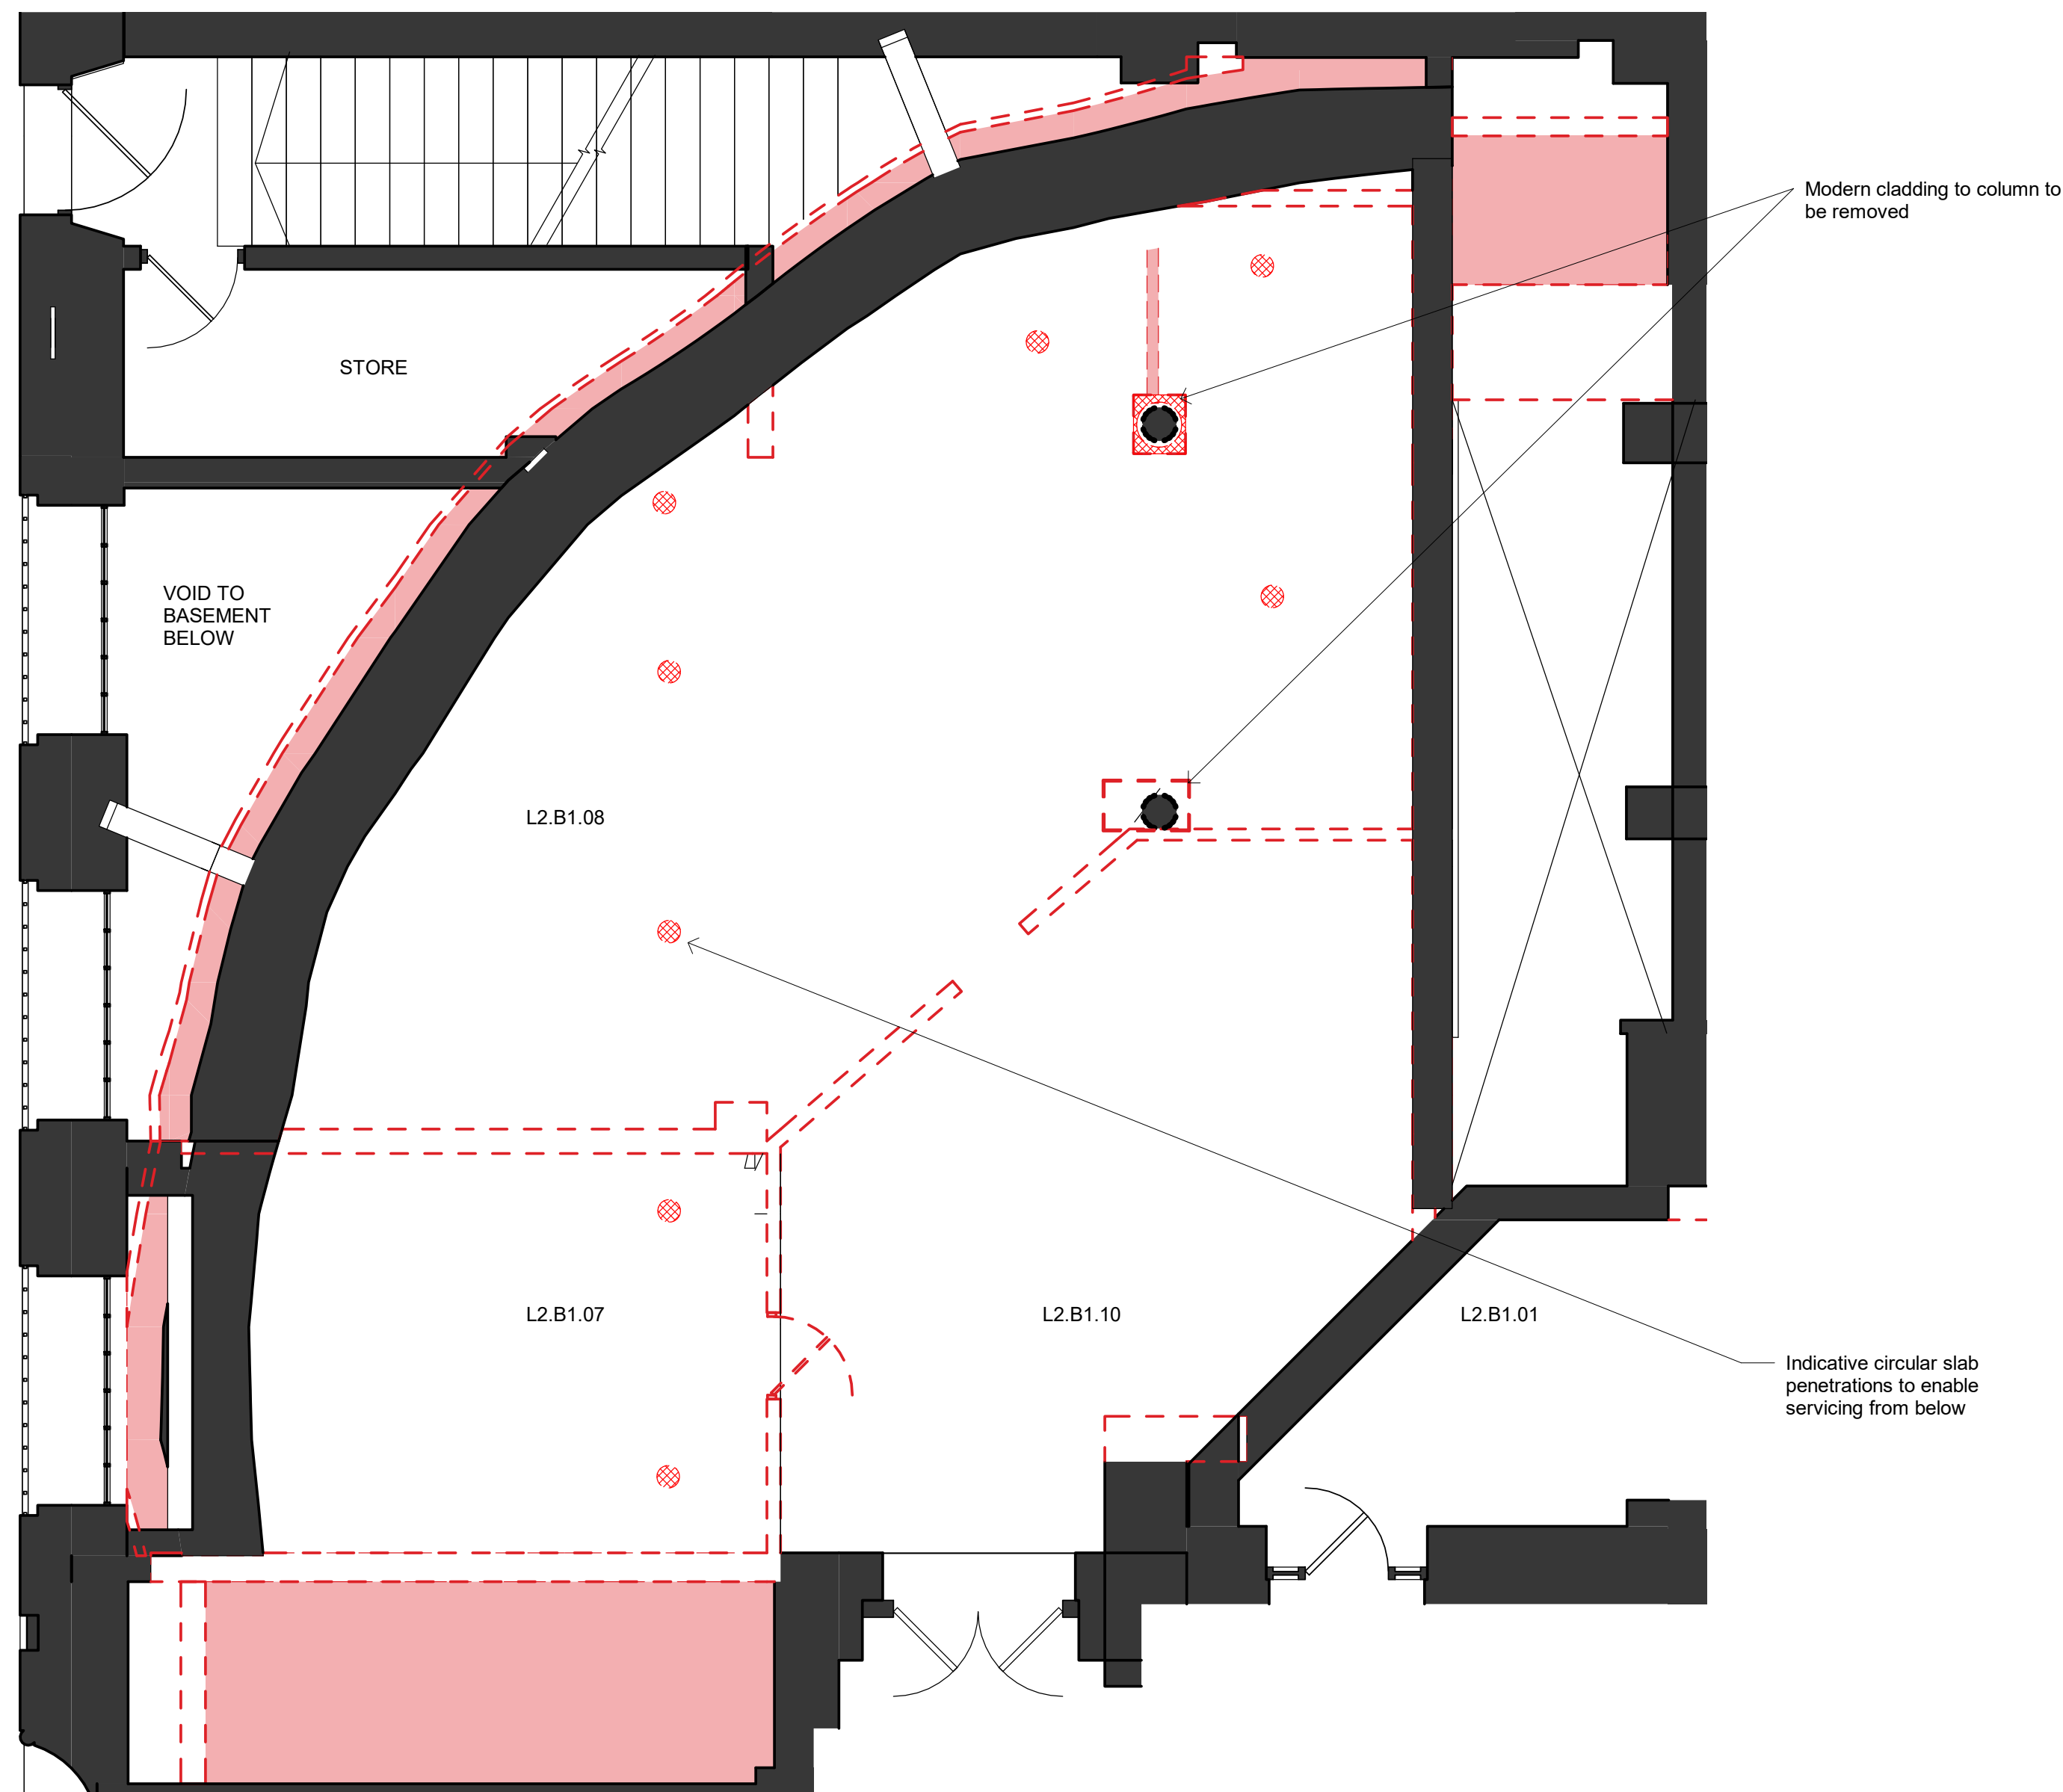 Modern cladding to column to
be removed
STORE
VOID TO
BASEMENT
BELOW
L2.B1.08
L2.B1.07
L2.B1.10
L2.B1.01
Indicative circular slab
penetrations to enable
servicing from below